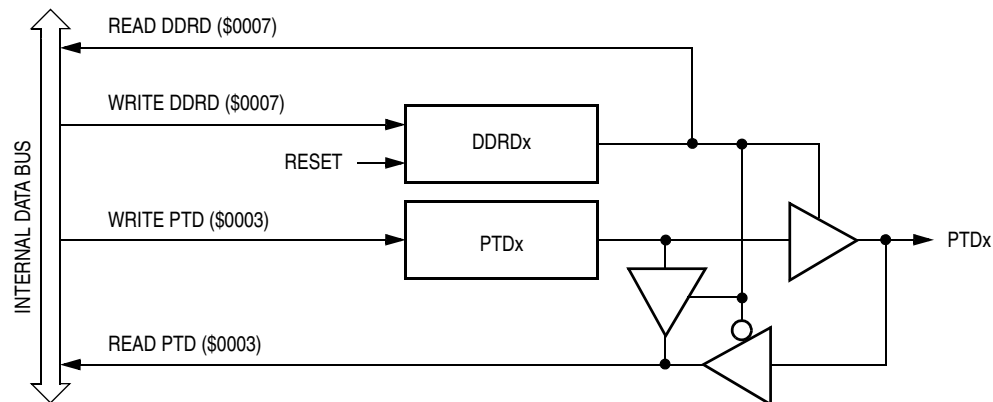 READ DDRD ($0007)
WRITE DDRD ($0007)
DDRDx
RESET
INTERNAL DATA BUS
WRITE PTD ($0003)
PTDx
PTDx
READ PTD ($0003)